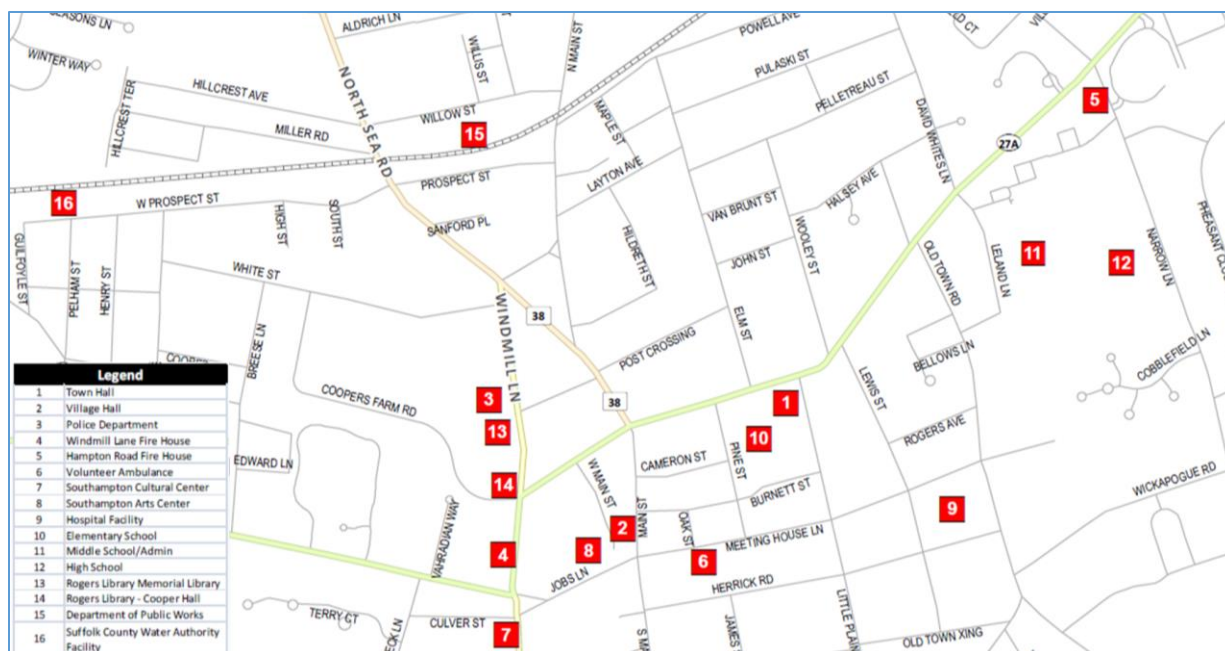 SEASONS LN
ALDRICH LN
WILLIS ST
N MAIN ST
POWELL AVE
WINTER WAY
PULASKI ST
HILLCREST TER
HILLCREST AVE
NORTH SEA RD
WILLOW ST
MAPLE ST
PELLETREAU ST
DAVID WHITES LN
5
MILLER RD
15
27A
LAYTON AVE
PROSPECT ST
16
W PROSPECT ST
HIGH ST
SOUTH ST
SANFORD PL
HILDRETH ST
VAN BRUNT ST
WOOLEY ST
HALSEY AVE
OLD TOWN RD
LELAND LN
11
12
NARROW LN
GUILFOYLE ST
PELHAM ST
HENRY ST
WHITE ST
JOHN ST
ELM ST
WINDMILL LN
38
BREESE LN
POST CROSSING
BELLOWS LN
COBBLEFIELD LN
LEWIS ST
COOPERS FARM RD
3
38
1
13
10
ROGERS AVE
EDWARD LN
CAMERON ST
PINE ST
14
W MAIN ST
MAIN ST
BURNETT ST
WICKAPOGUE RD
VAHRADIAN WAY
2
OAK ST
MEETING HOUSE LN
9
4
8
6
JOBS LN
HERRICK RD
LITTLE PLAIN
TERRY CT
CULVER ST
7
JAMES
OLD TOWN XING
Legend
1 Town Hall
2 Village Hall
3 Police Department
4 Windmill Lane Fire House
5 Hampton Road Fire House
6 Volunteer Ambulance
7 Southampton Cultural Center
8 Southampton Arts Center
9 Hospital Facility
10 Elementary School
11 Middle School/Admin
12 High School
13 Rogers Library Memorial Library
14 Rogers Library - Cooper Hall
15 Department of Public Works
16 Suffolk County Water Authority
Facility